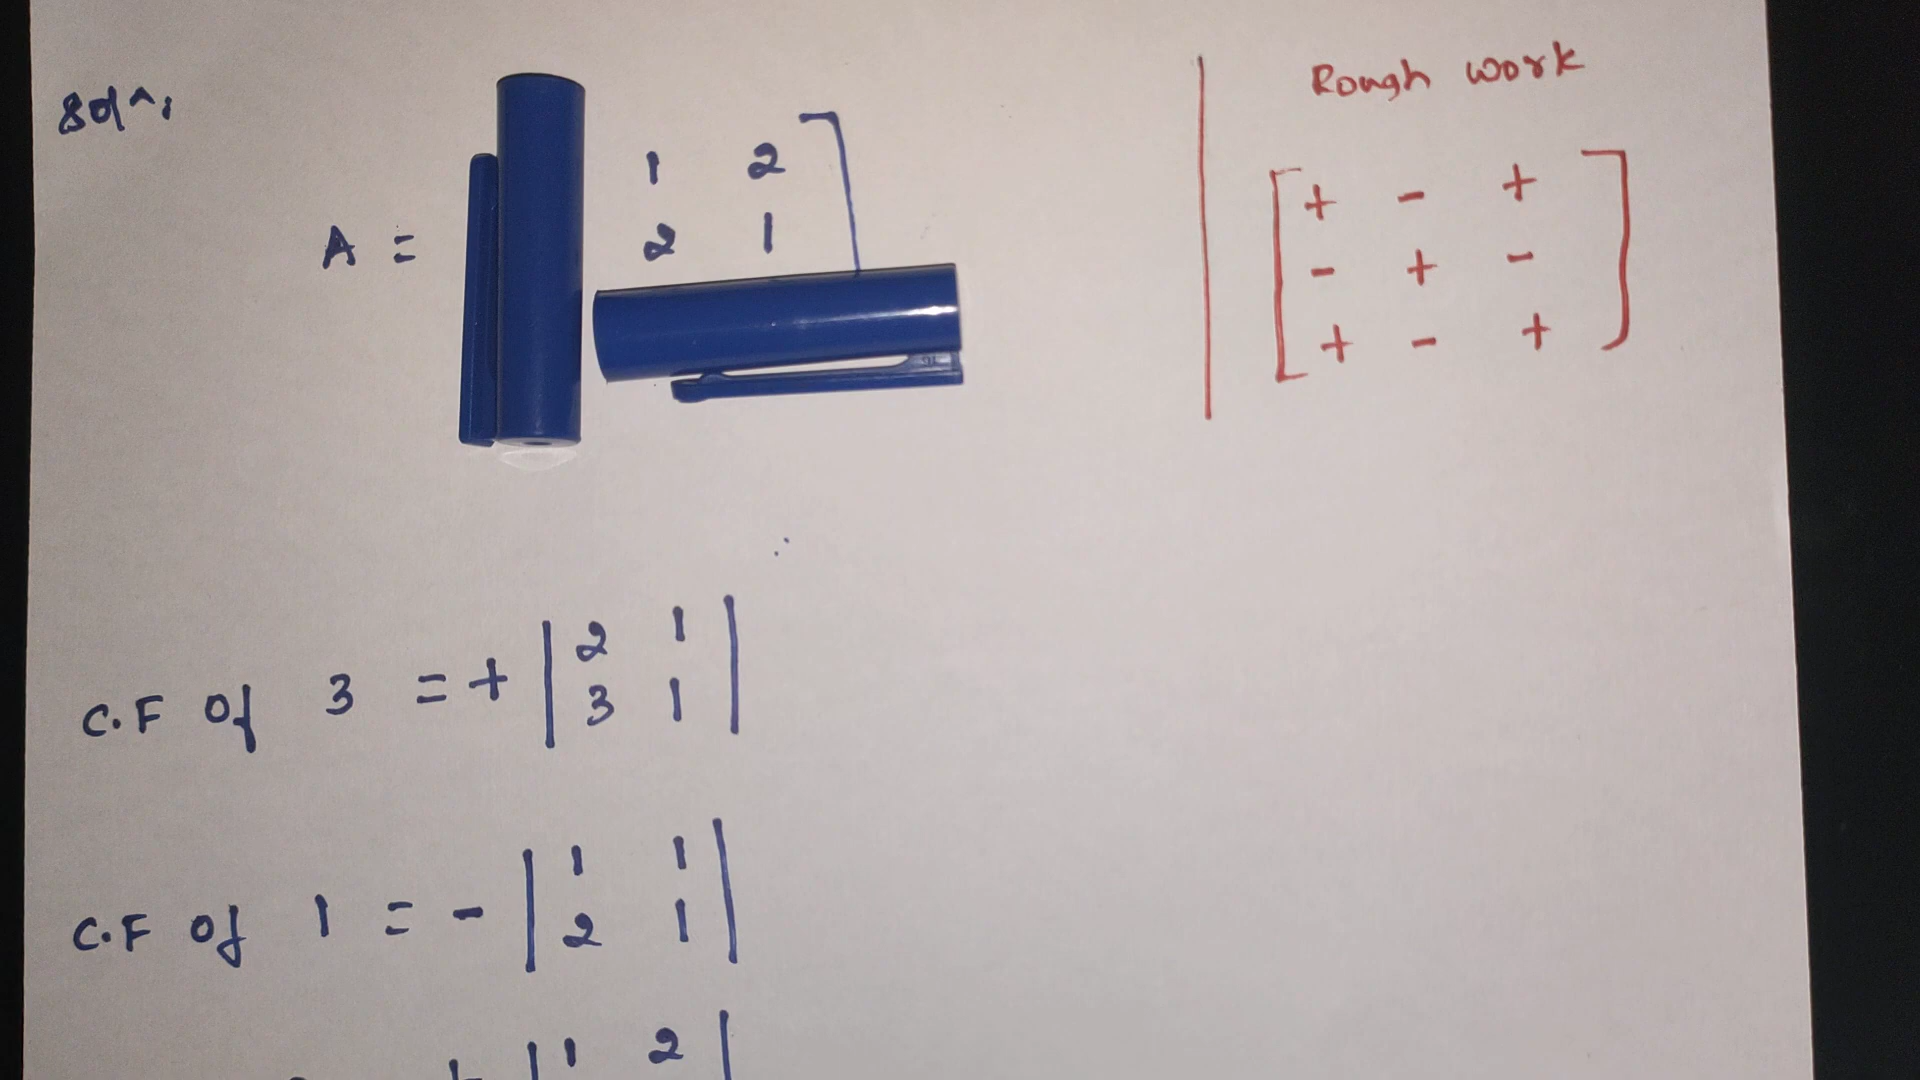 Soln:
Rough work
A = 1 2 ]
2 1
[ + - +
- + -
+ - + ]
C.F of 3 = + | 2 1 |
| 3 1 |
C.F of 1 = - | 1 1 |
| 2 1 |
+ | 1 2 |